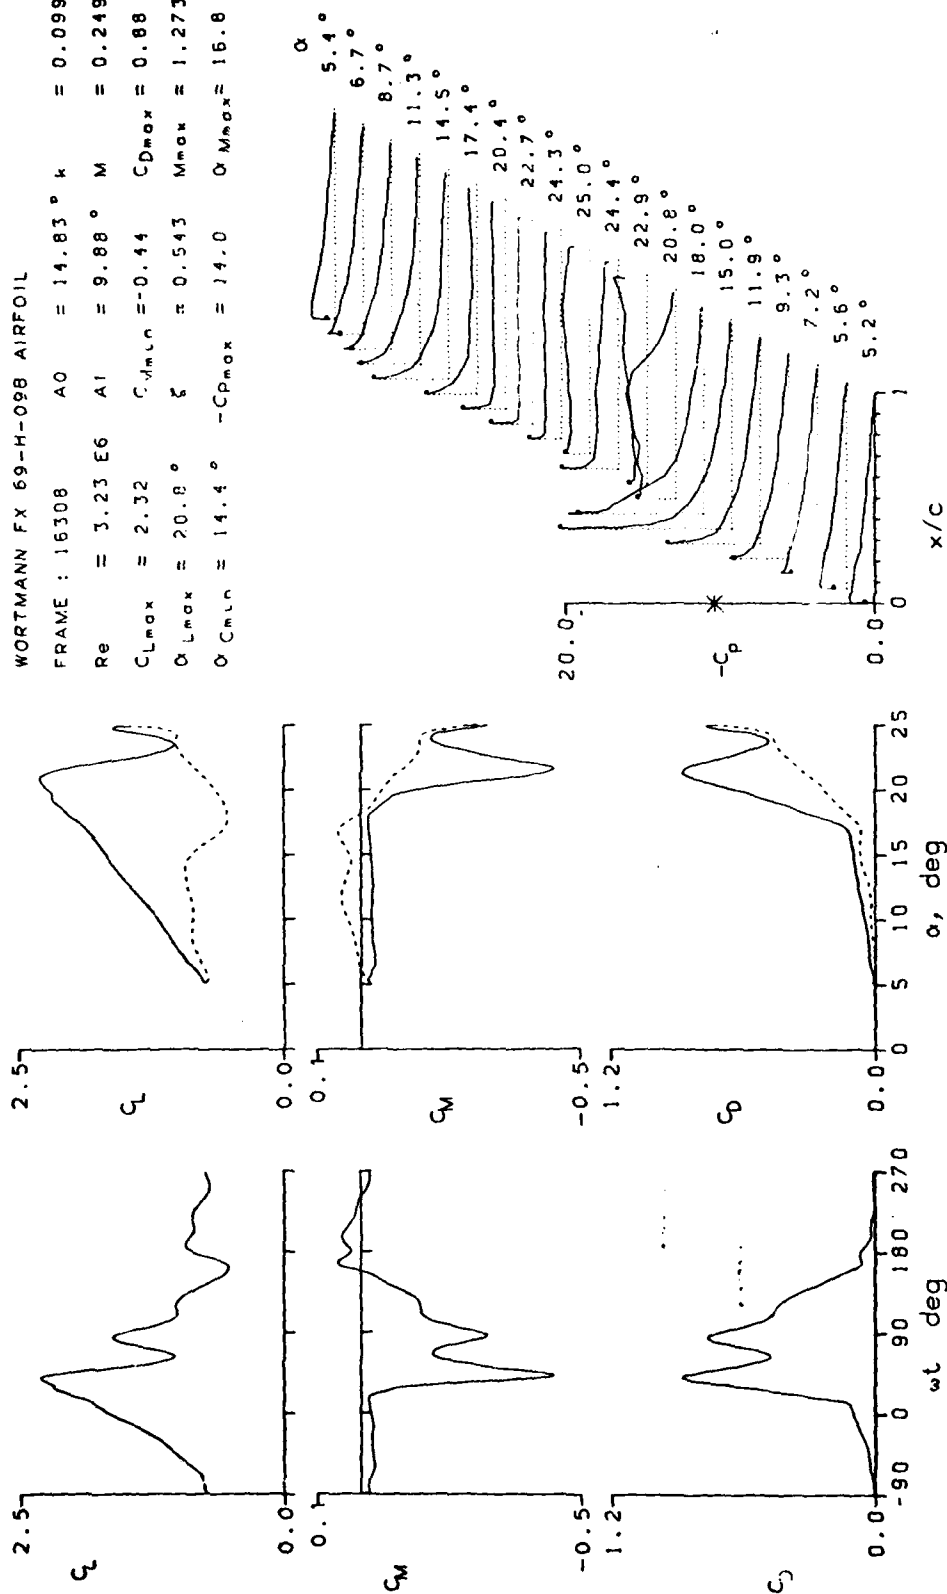 WORTMANN FX 69-H-098 AIRFOIL
FRAME : 16308 A0 = 14.83 ° k = 0.099
Re = 3.23 E6 A1 = 9.88 ° M = 0.249
CLmax = 2.32 CMmin =-0.44 CDmax = 0.88
α Lmax = 20.8 ° ζ = 0.543 Mmax = 1.273
α Cmin = 14.4 ° -CPmax = 14.0 α Mmax = 16.8
2.5
CL
0.0
0.1
CM
-0.5
1.2
0.0
-90 0 90 180 270
ωt deg
2.5
CL
0.0
0.1
CM
-0.5
1.2
CD
0.0
0 5 10 15 20 25
α, deg
α
5.4 °
6.7 °
8.7 °
11.3 °
14.5 °
17.4 °
20.4 °
22.7 °
24.3 °
25.0 °
24.4 °
22.9 °
20.8 °
18.0 °
15.0 °
11.9 °
9.3 °
7.2 °
5.6 °
5.2 °
20.0
-CP
0.0
0 1
x/c